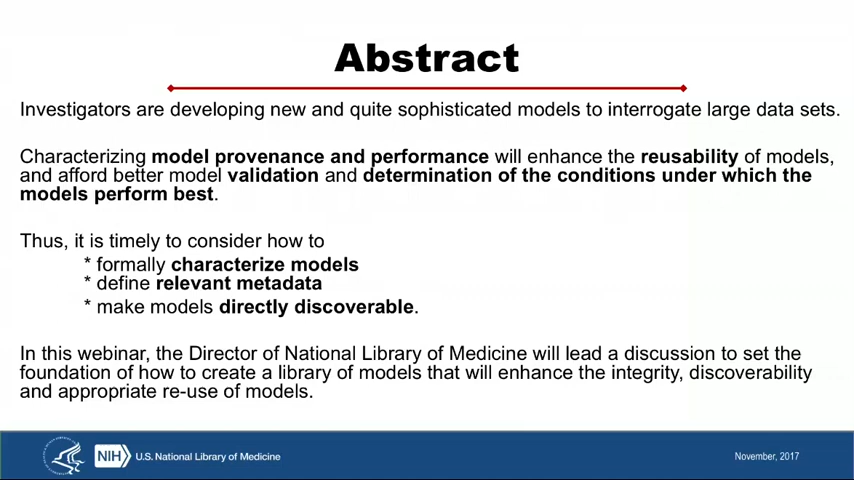 Abstract
Investigators are developing new and quite sophisticated models to interrogate large data sets.
Characterizing model provenance and performance will enhance the reusability of models,
and afford better model validation and determination of the conditions under which the
models perform best.
Thus, it is timely to consider how to
* formally characterize models
* define relevant metadata
* make models directly discoverable.
In this webinar, the Director of National Library of Medicine will lead a discussion to set the
foundation of how to create a library of models that will enhance the integrity, discoverability
and appropriate re-use of models.
NIH U.S. National Library of Medicine
November, 2017